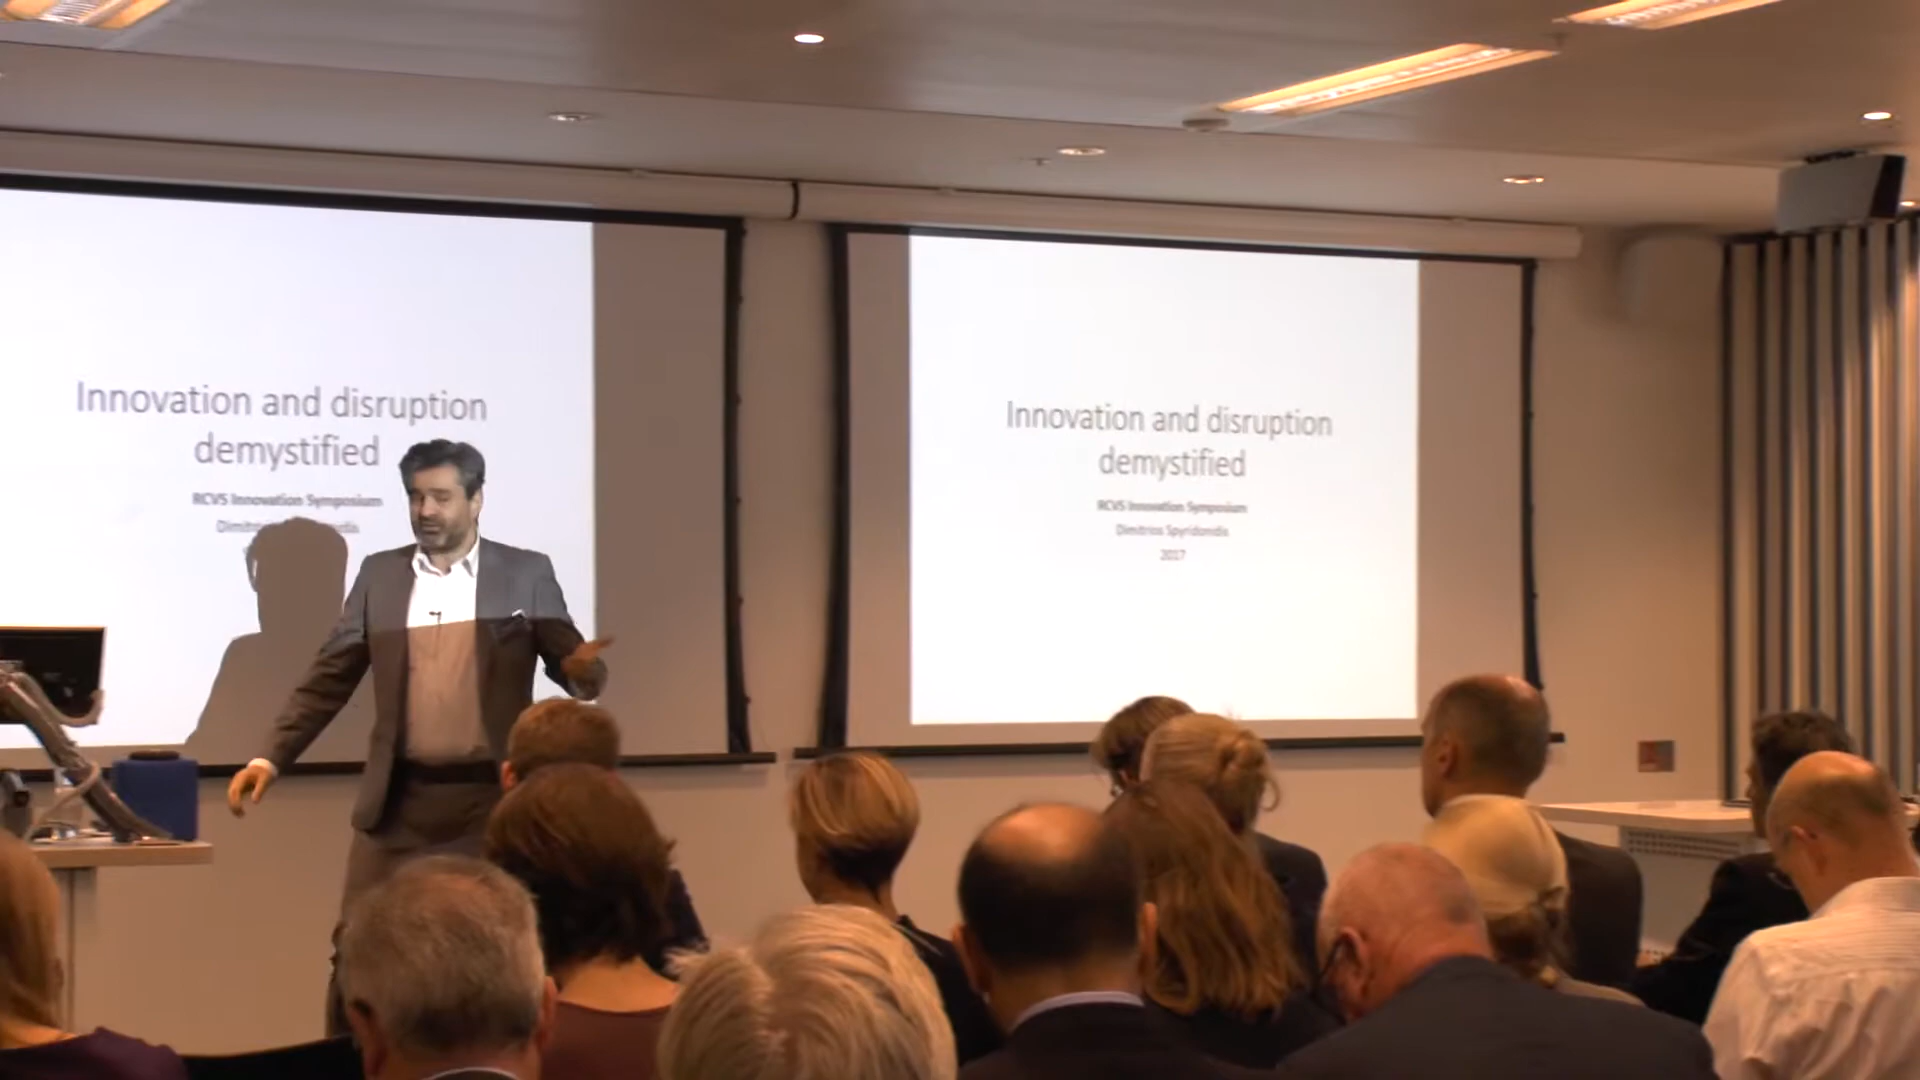 Innovation and disruption
demystified
RCVS Innovation Symposium
Innovation and disruption
demystified
RCVS Innovation Symposium
Dimitrios Spyridonidis
2017